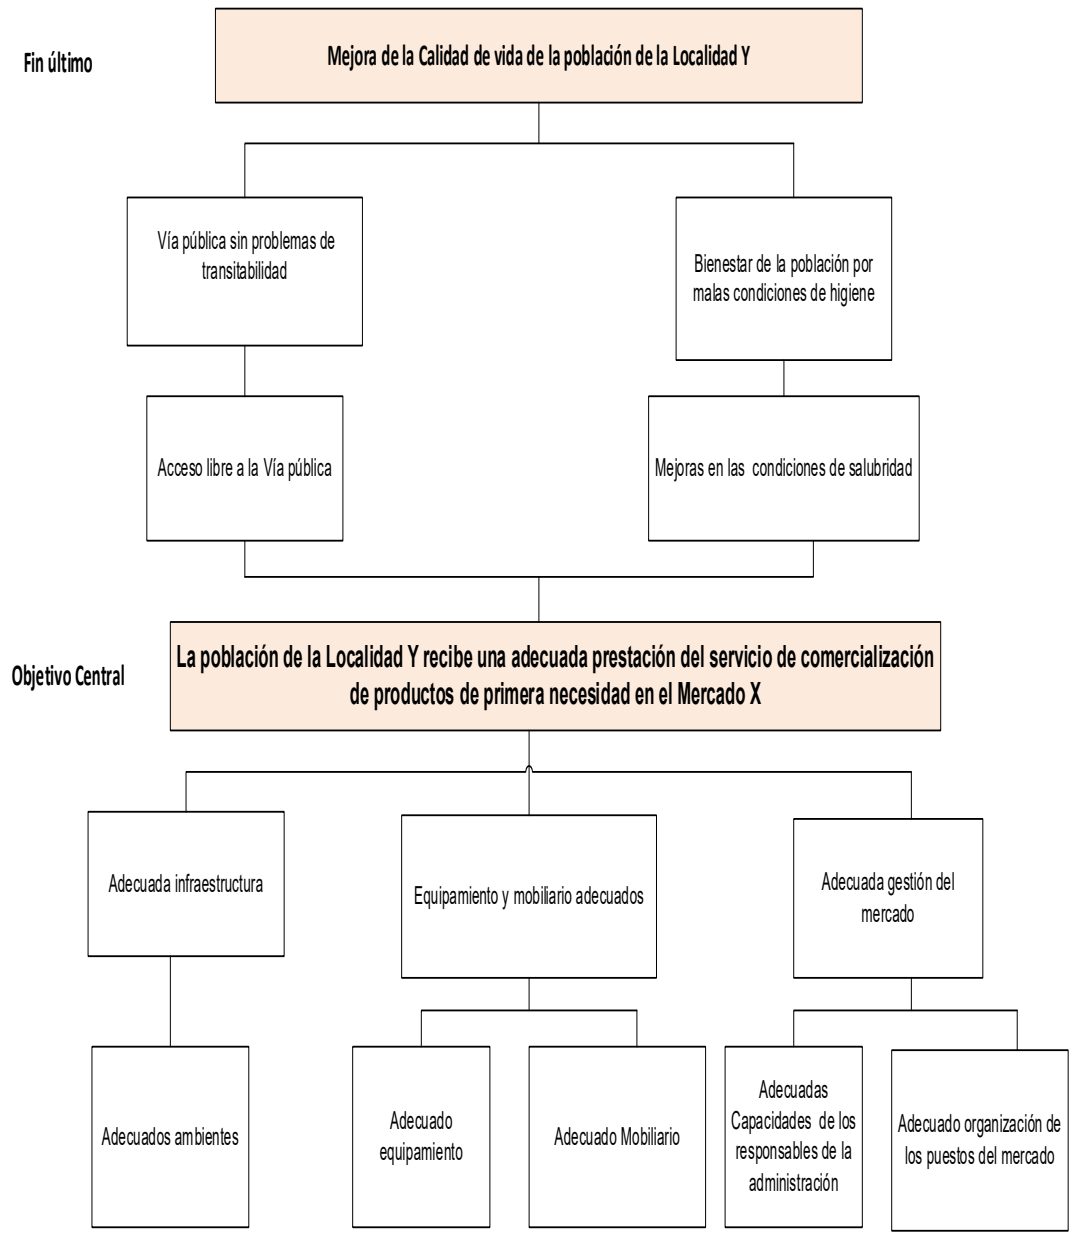 Fin último
Mejora de la Calidad de vida de la población de la Localidad Y
Vía pública sin problemas de
transitabilidad
Bienestar de la población por
malas condiciones de higiene
Acceso libre a la Vía pública
Mejoras en las condiciones de salubridad
Objetivo Central
La población de la Localidad Y recibe una adecuada prestación del servicio de comercialización
de productos de primera necesidad en el Mercado X
Adecuada infraestructura
Equipamiento y mobiliario adecuados
Adecuada gestión del
mercado
Adecuados ambientes
Adecuado
equipamiento
Adecuado Mobiliario
Adecuadas
Capacidades de los
responsables de la
administración
Adecuado organización de
los puestos del mercado